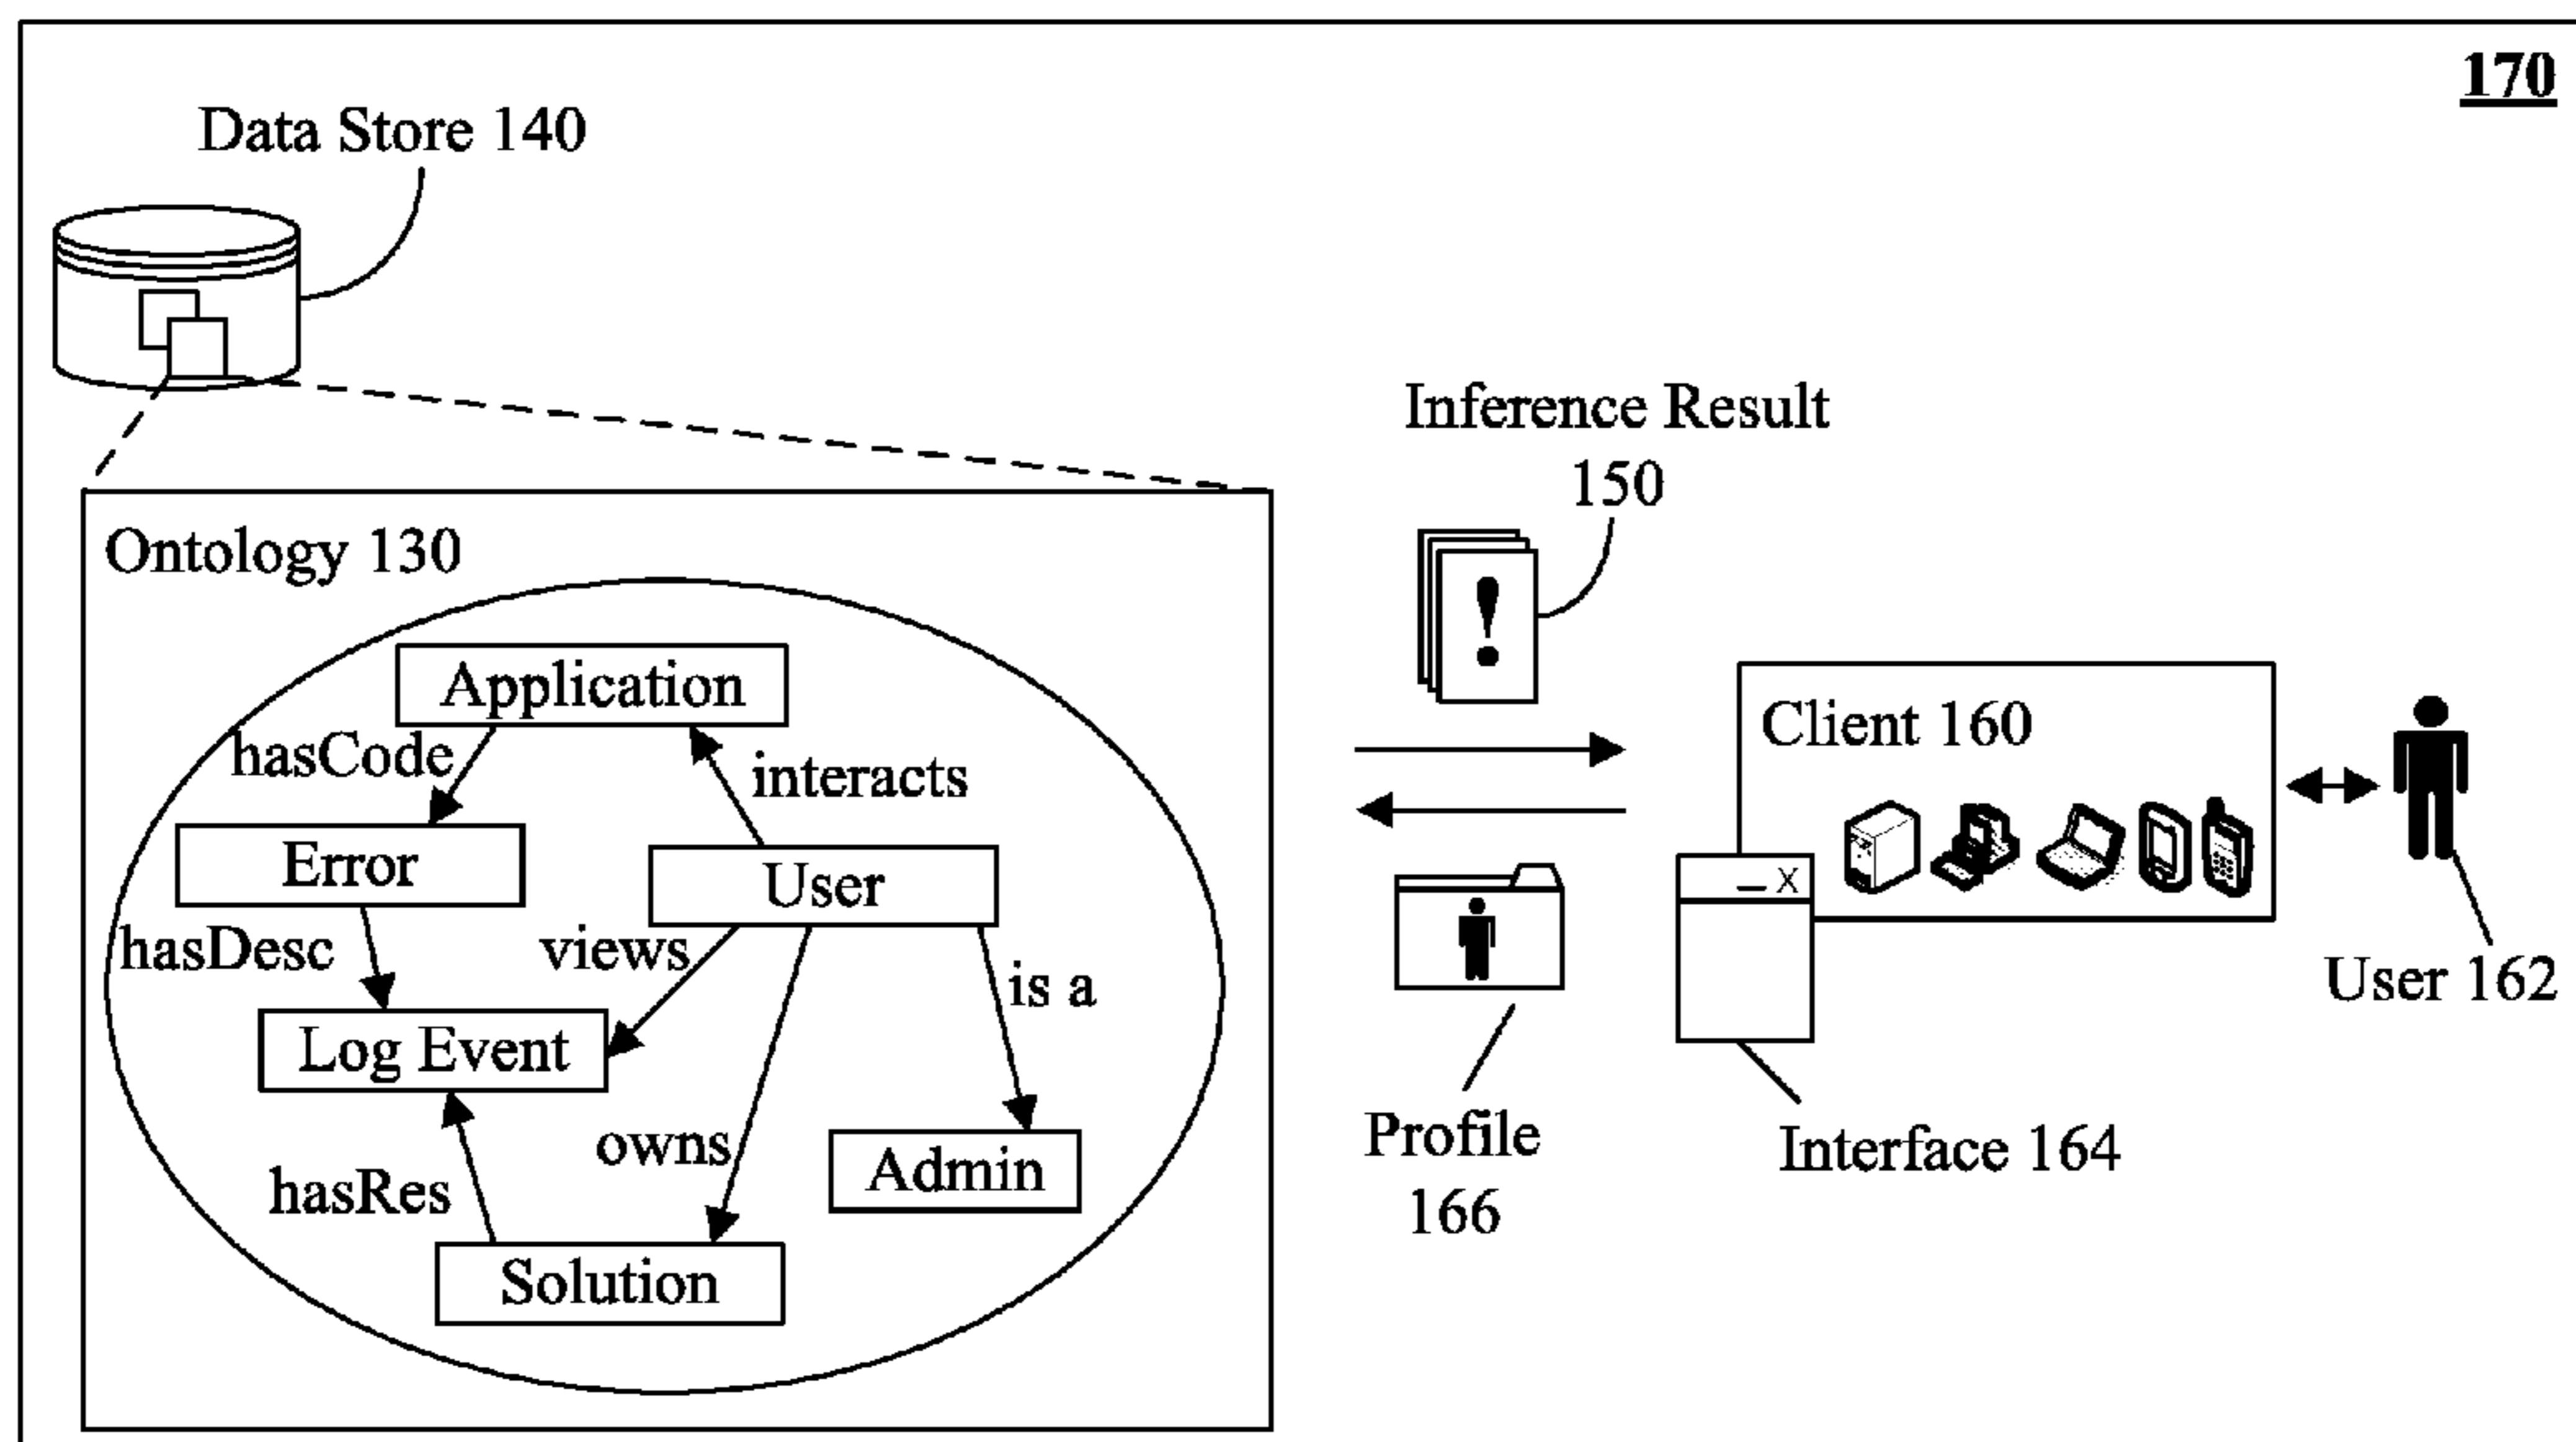 170
Data Store 140
Inference Result
150
Ontology 130
Application
hasCode
interacts
Error
User
hasDesc
views
is a
Log Event
owns
Admin
hasRes
Solution
Client 160
X
User 162
Profile
166
Interface 164
!